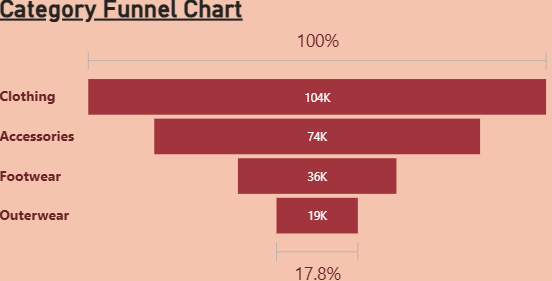 Category Funnel Chart
100%
Clothing 104K
Accessories 74K
Footwear 36K
Outerwear 19K
17.8%